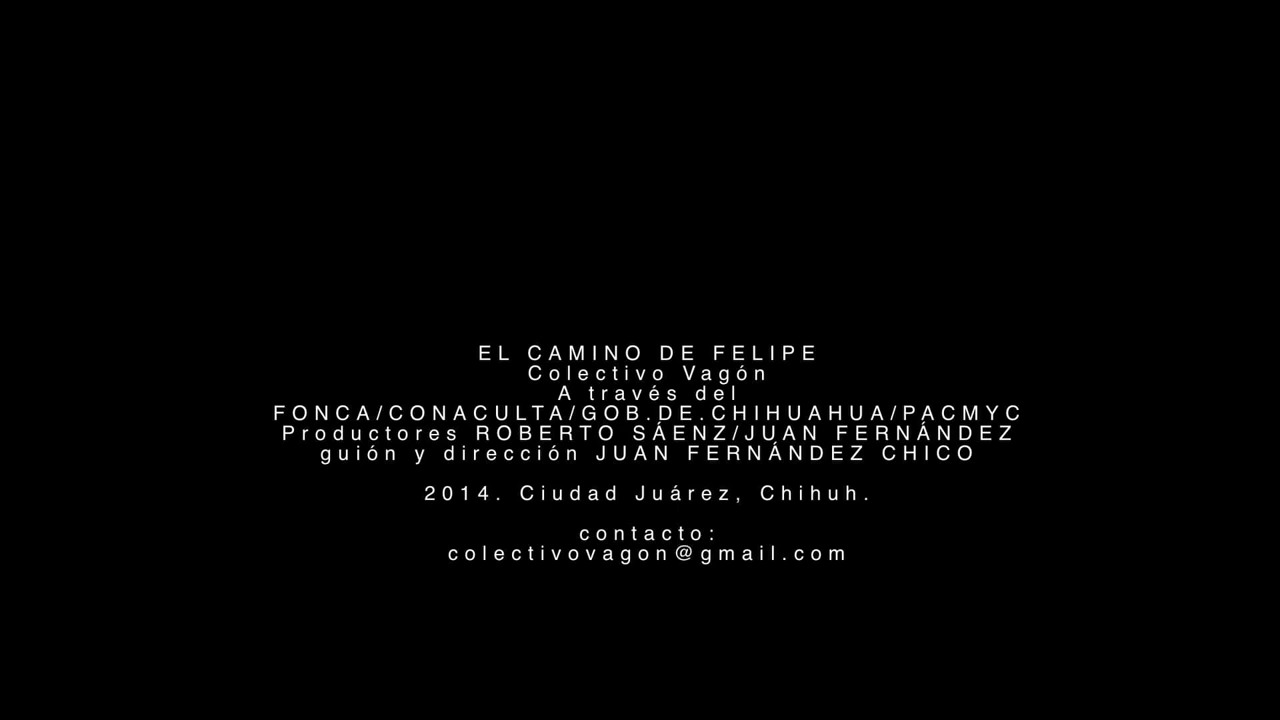 EL CAMINO DE FELIPE
Colectivo Vagón
A través del
FONCA/CONACULTA/GOB.DE.CHIHUAHUA/PACMYC
Productores ROBERTO SÁENZ/JUAN FERNÁNDEZ
guión y dirección JUAN FERNÁNDEZ CHICO
2014. Ciudad Juárez, Chihuh.
contacto:
colectivovagon@gmail.com